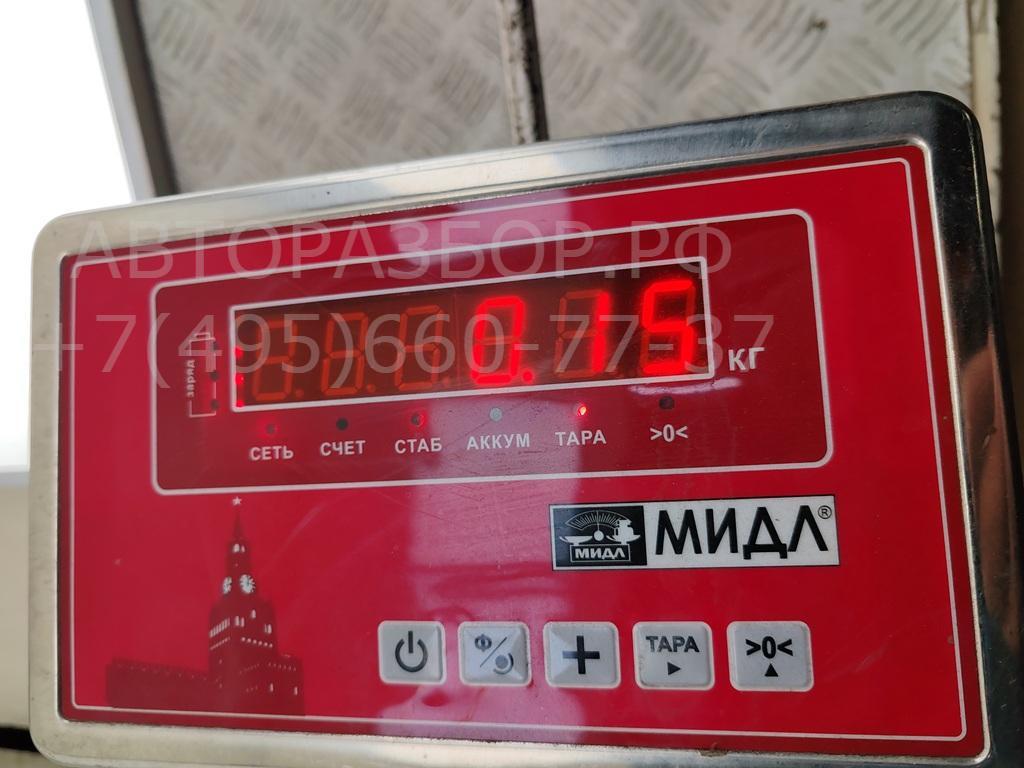 АВТОРАЗБОР.РФ
+7(495)660-77-37
заряд
0.15 КГ
СЕТЬ СЧЕТ СТАБ АККУМ ТАРА >0<
МИДЛ МИДЛ®
Ф ТАРА >0<